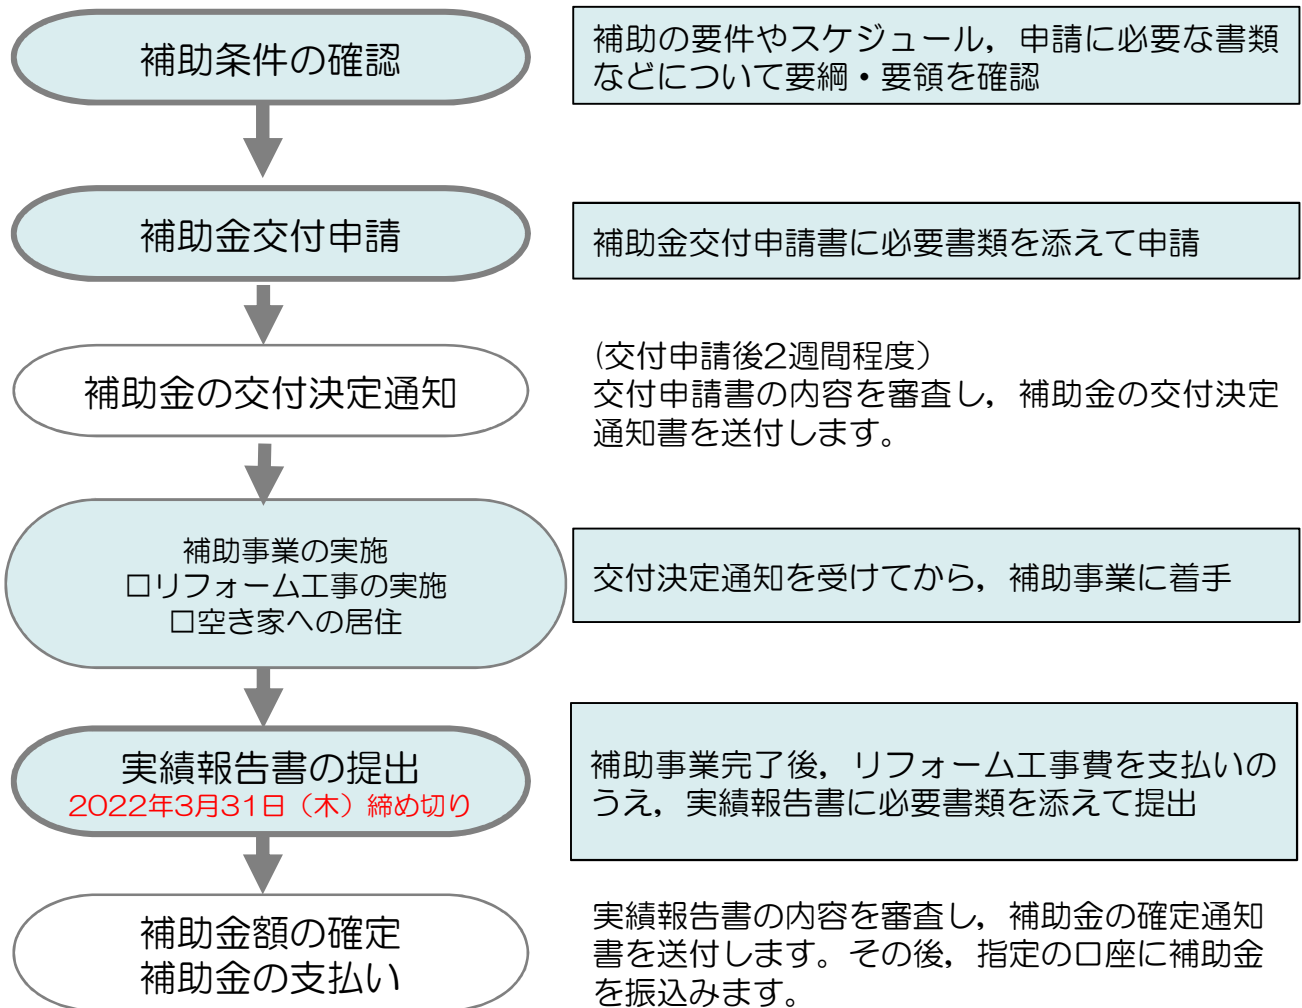 補助条件の確認
補助の要件やスケジュール，申請に必要な書類
などについて要綱・要領を確認
補助金交付申請
補助金交付申請書に必要書類を添えて申請
補助金の交付決定通知
(交付申請後2週間程度）
交付申請書の内容を審査し，補助金の交付決定
通知書を送付します。
補助事業の実施
□リフォーム工事の実施
□空き家への居住
交付決定通知を受けてから，補助事業に着手
実績報告書の提出
2022年3月31日（木）締め切り
補助事業完了後，リフォーム工事費を支払いの
うえ，実績報告書に必要書類を添えて提出
補助金額の確定
補助金の支払い
実績報告書の内容を審査し，補助金の確定通知
書を送付します。その後，指定の口座に補助金
を振込みます。